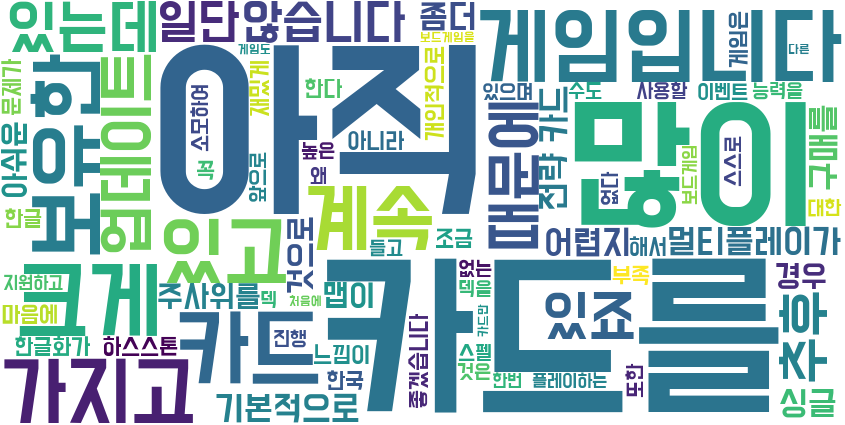 있는데
일단
않습니다
좀더
게임입니다
아직
카드를
많이
보유한
업데이트
있고
계속
때문에
전략
카드
크게
가지고
카드
있죠
추후
어렵지
해서
멀티플레이가
경우
구매를
대한
싱글
아쉬운
문제가
한글
지원하고
마음에
한글화가
하스스톤
주사위를
덱
처음에
맵이
진행
느낌이
한국
기본적으로
좋겠습니다
것으로
들고
조금
없는
덱을
카드만
스펠
것은
한번
플레이하는
부족
또한
게임도
재밌게
한다
소모하여
꼭
앞으로
높은
왜
아니라
개인적으로
보드게임을
있으며
수도
사용할
이벤트
능력을
게임은
다른
없다
보드게임
스스로